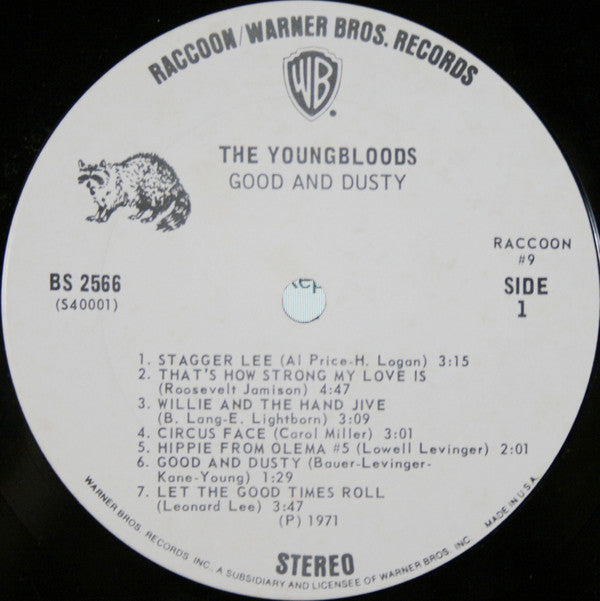 RACCOON/WARNER BROS. RECORDS
WB
THE YOUNGBLOODS
GOOD AND DUSTY
RACCOON
#9
BS 2566
(S40001)
SIDE
1
1. STAGGER LEE (Al Price-H. Logan) 3:15
2. THAT'S HOW STRONG MY LOVE IS
(Roosevelt Jamison) 4:47
3. WILLIE AND THE HAND JIVE
(B. Lang-E. Lightborn) 3:09
4. CIRCUS FACE (Carol Miller) 3:01
5. HIPPIE FROM OLEMA #5 (Lowell Levinger) 2:01
6. GOOD AND DUSTY (Bauer-Levinger-
Kane-Young) 1:29
7. LET THE GOOD TIMES ROLL
(Leonard Lee) 3:47
(P) 1971
STEREO
WARNER BROS. RECORDS INC., A SUBSIDIARY AND LICENSEE OF WARNER BROS. INC. MADE IN U.S.A.